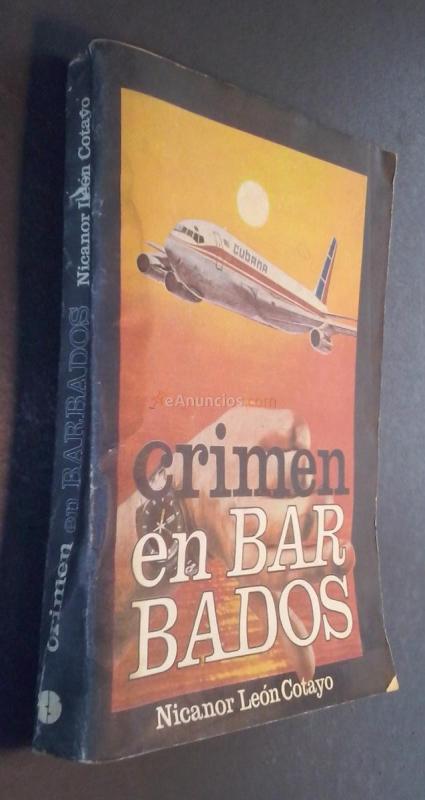 crimen en BARBADOS Nicanor León Cotayo
CUBANA
eAnuncios.com
crimen
en BAR
BADOS
Nicanor León Cotayo